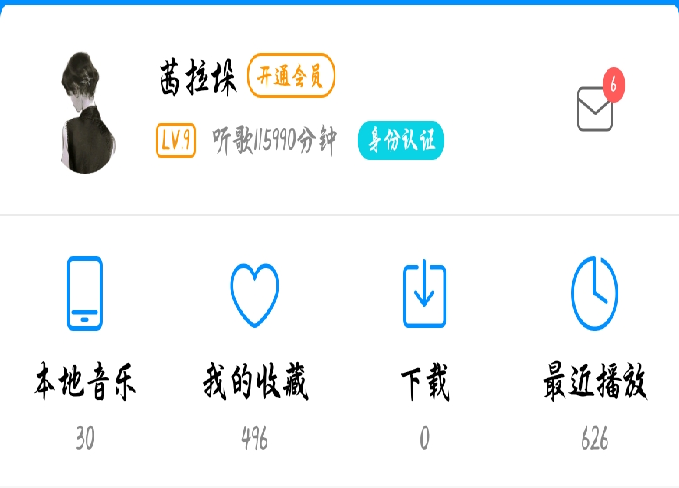 茜拉垛 开通会员
6
LV.9 听歌115990分钟 身份认证
本地音乐 我的收藏 下载 最近播放
30 496 0 626